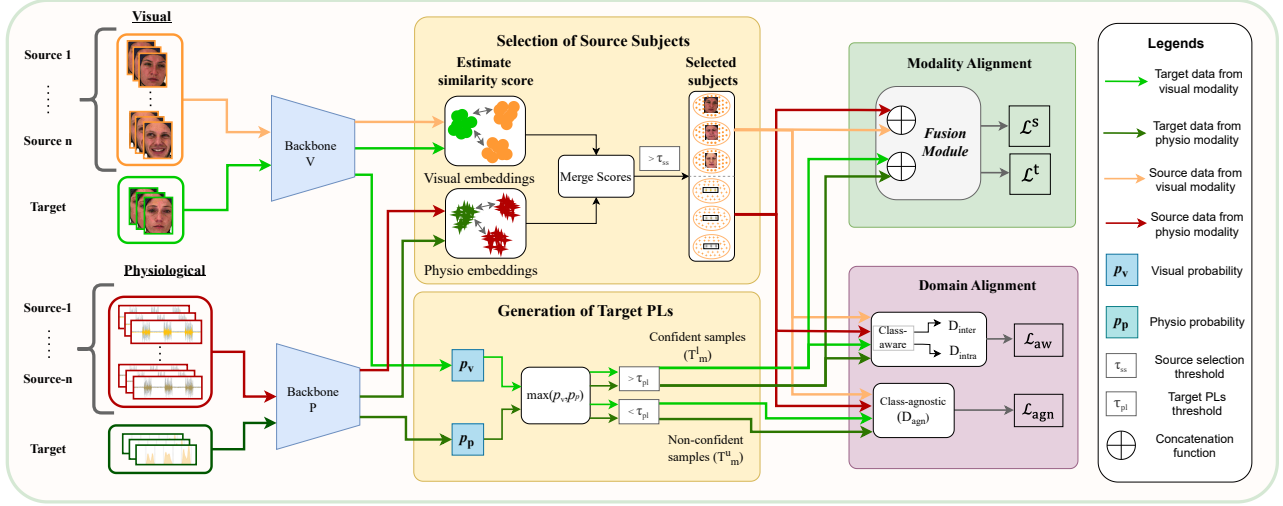 Visual
Source 1
Source n
Target
Physiological
Source-1
Source-n
Target
Backbone
V
Backbone
P
Selection of Source Subjects
Estimate
similarity score
Visual embeddings
Physio embeddings
Merge Scores
> τss
Selected
subjects
Generation of Target PLs
pv
pp
max(pv,pp)
Confident samples
(Tlm)
> τpl
< τpl
Non-confident
samples (Tum)
Modality Alignment
Fusion
Module
ℒs
ℒt
Domain Alignment
Class-
aware
Dinter
Dintra
ℒaw
Class-agnostic
(Dagn)
ℒagn
Legends
Target data from
visual modality
Target data from
physio modality
Source data from
visual modality
Source data from
physio modality
pv
Visual probability
pp
Physio probability
τss
Source selection
threshold
τpl
Target PLs
threshold
Concatenation
function